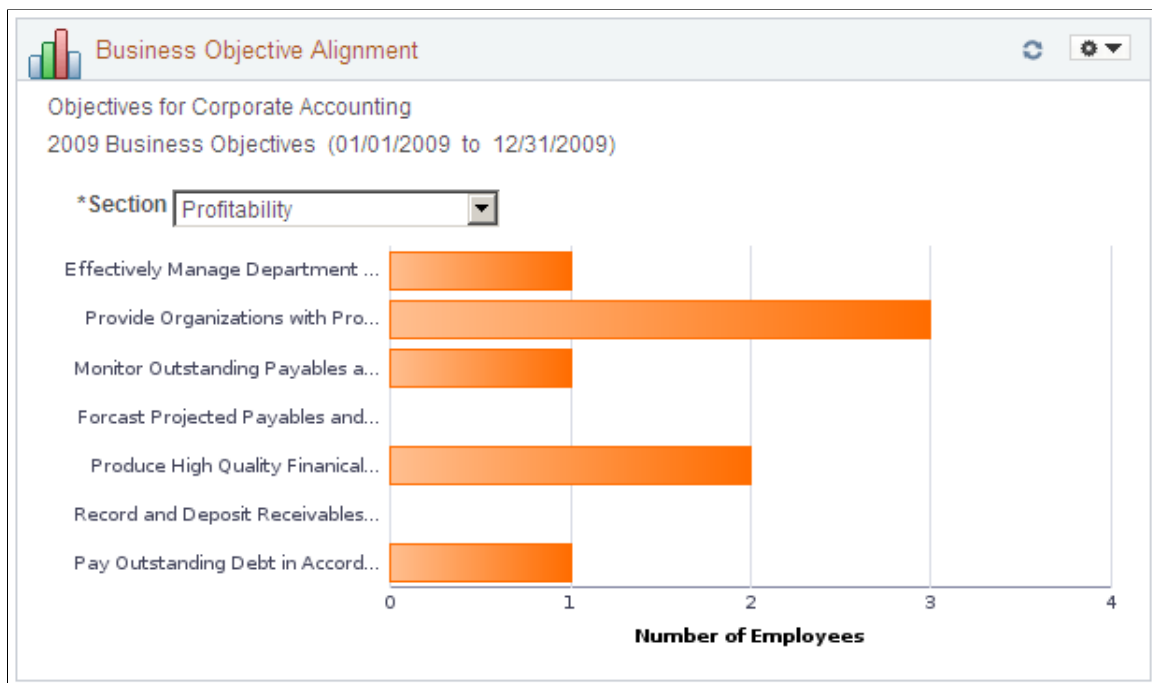 Business Objective Alignment
Objectives for Corporate Accounting
2009 Business Objectives (01/01/2009 to 12/31/2009)
*Section Profitability
Effectively Manage Department ...
Provide Organizations with Pro...
Monitor Outstanding Payables a...
Forcast Projected Payables and...
Produce High Quality Finanical...
Record and Deposit Receivables...
Pay Outstanding Debt in Accord...
0 1 2 3 4
Number of Employees